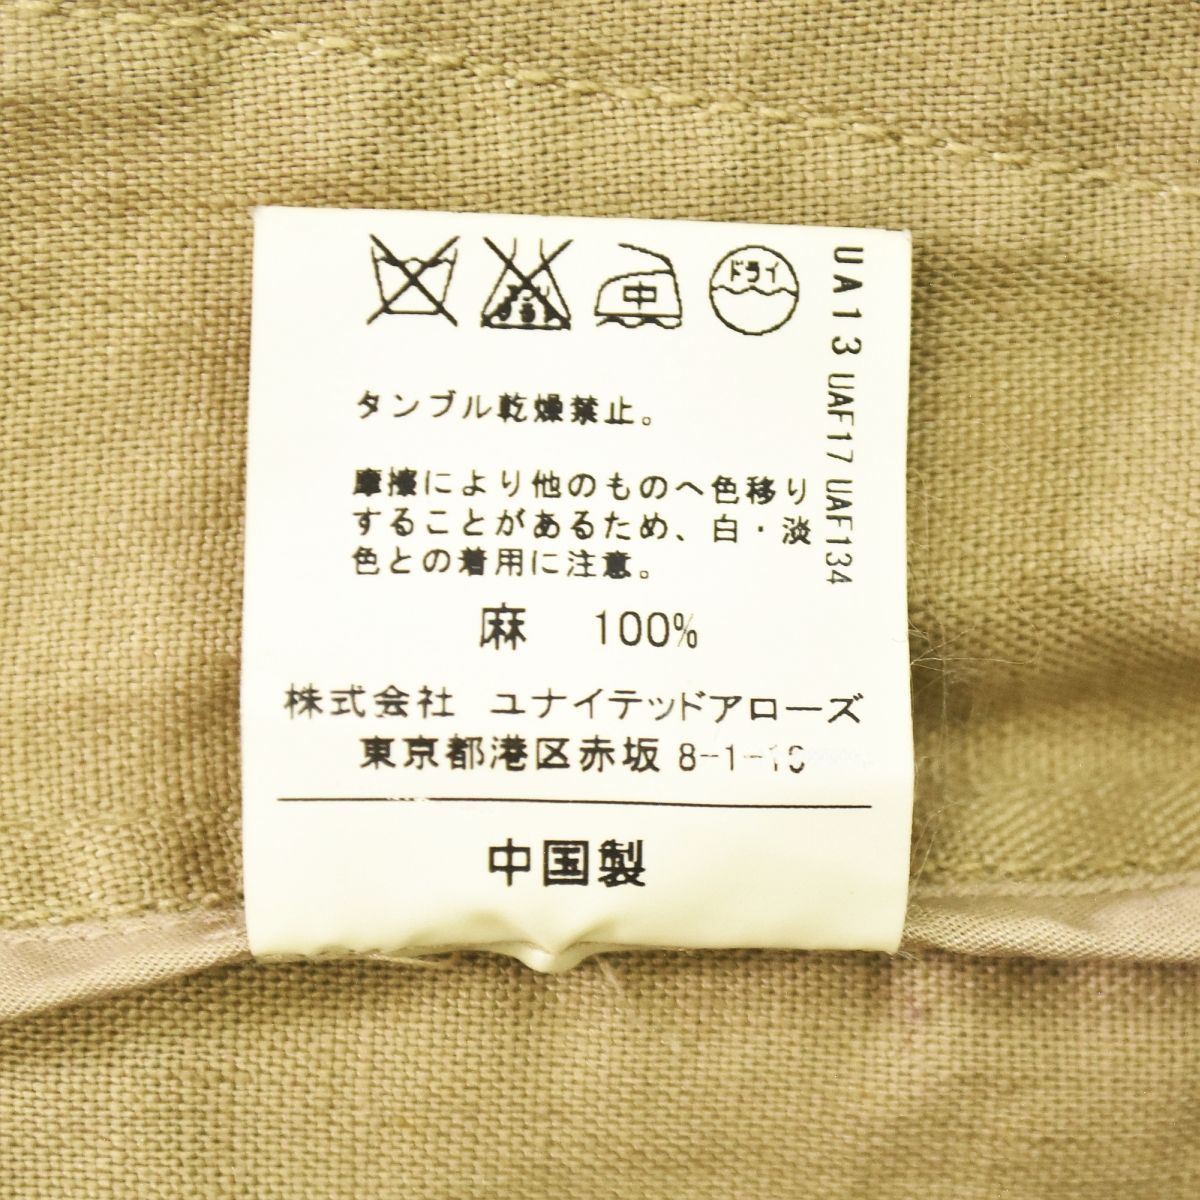 中
ドライ
タンブル乾燥禁止。
摩擦により他のものへ色移り
することがあるため、白・淡
色との着用に注意。
麻 100%
株式会社 ユナイテッドアローズ
東京都港区赤坂
中国製
UA13 UAF17 UAF134